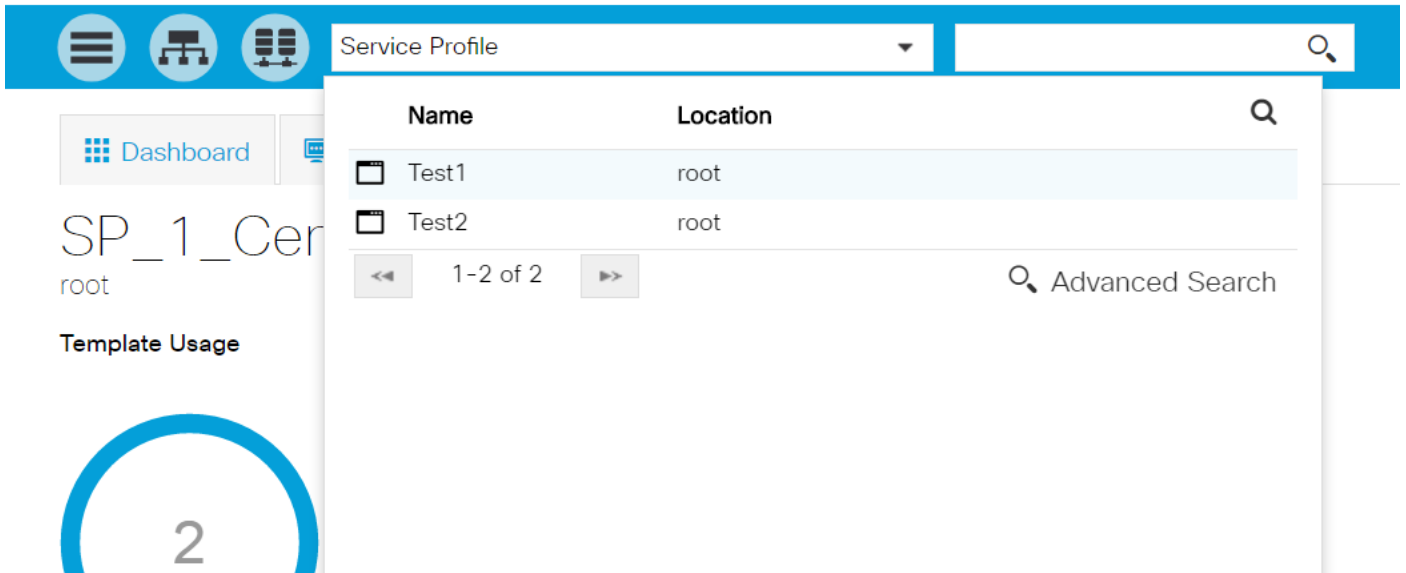 Service Profile
Name Location
Dashboard
Test1 root
Test2 root
SP_1_Cer
1-2 of 2
Advanced Search
root
Template Usage
2